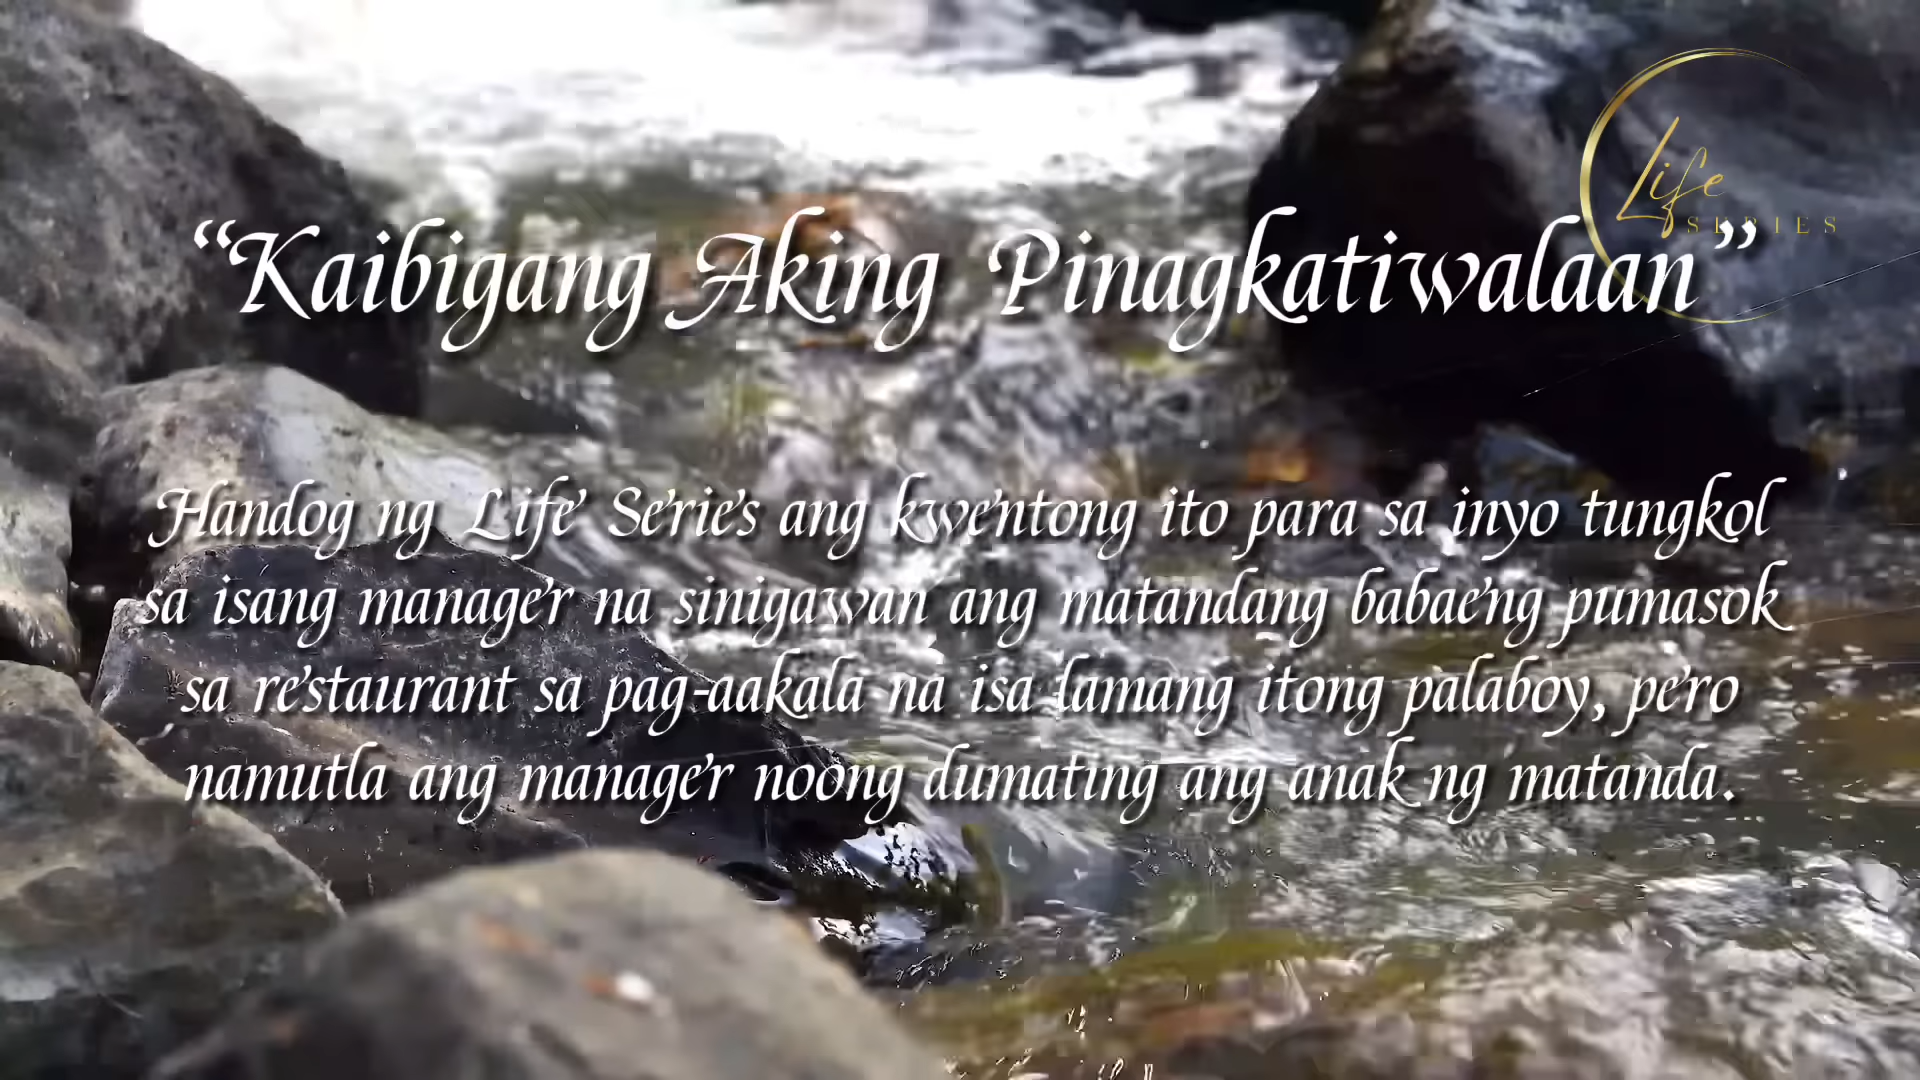 Life
SERIES
“Kaibigang Aking Pinagkatiwalaan”
Handog ng Life Series ang kwentong ito para sa inyo tungkol
sa isang manager na sinigawan ang matandang babaeng pumasok
sa restaurant sa pag-aakala na isa lamang itong palaboy, pero
namutla ang manager noong dumating ang anak ng matanda.